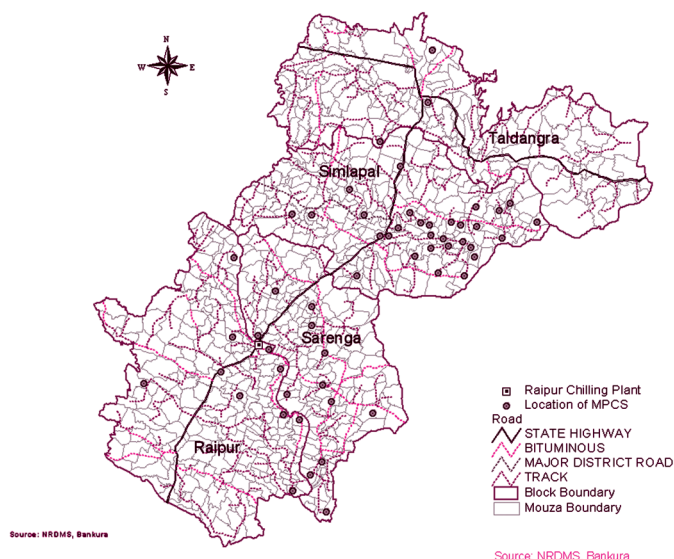 N
W E
S
Taldangra
Simlapal
Sarenga
Raipur
Raipur Chilling Plant
Location of MPCS
Road
STATE HIGHWAY
BITUMINOUS
MAJOR DISTRICT ROAD
TRACK
Block Boundary
Mouza Boundary
Source: NRDMS, Bankura
Source: NRDMS, Bankura